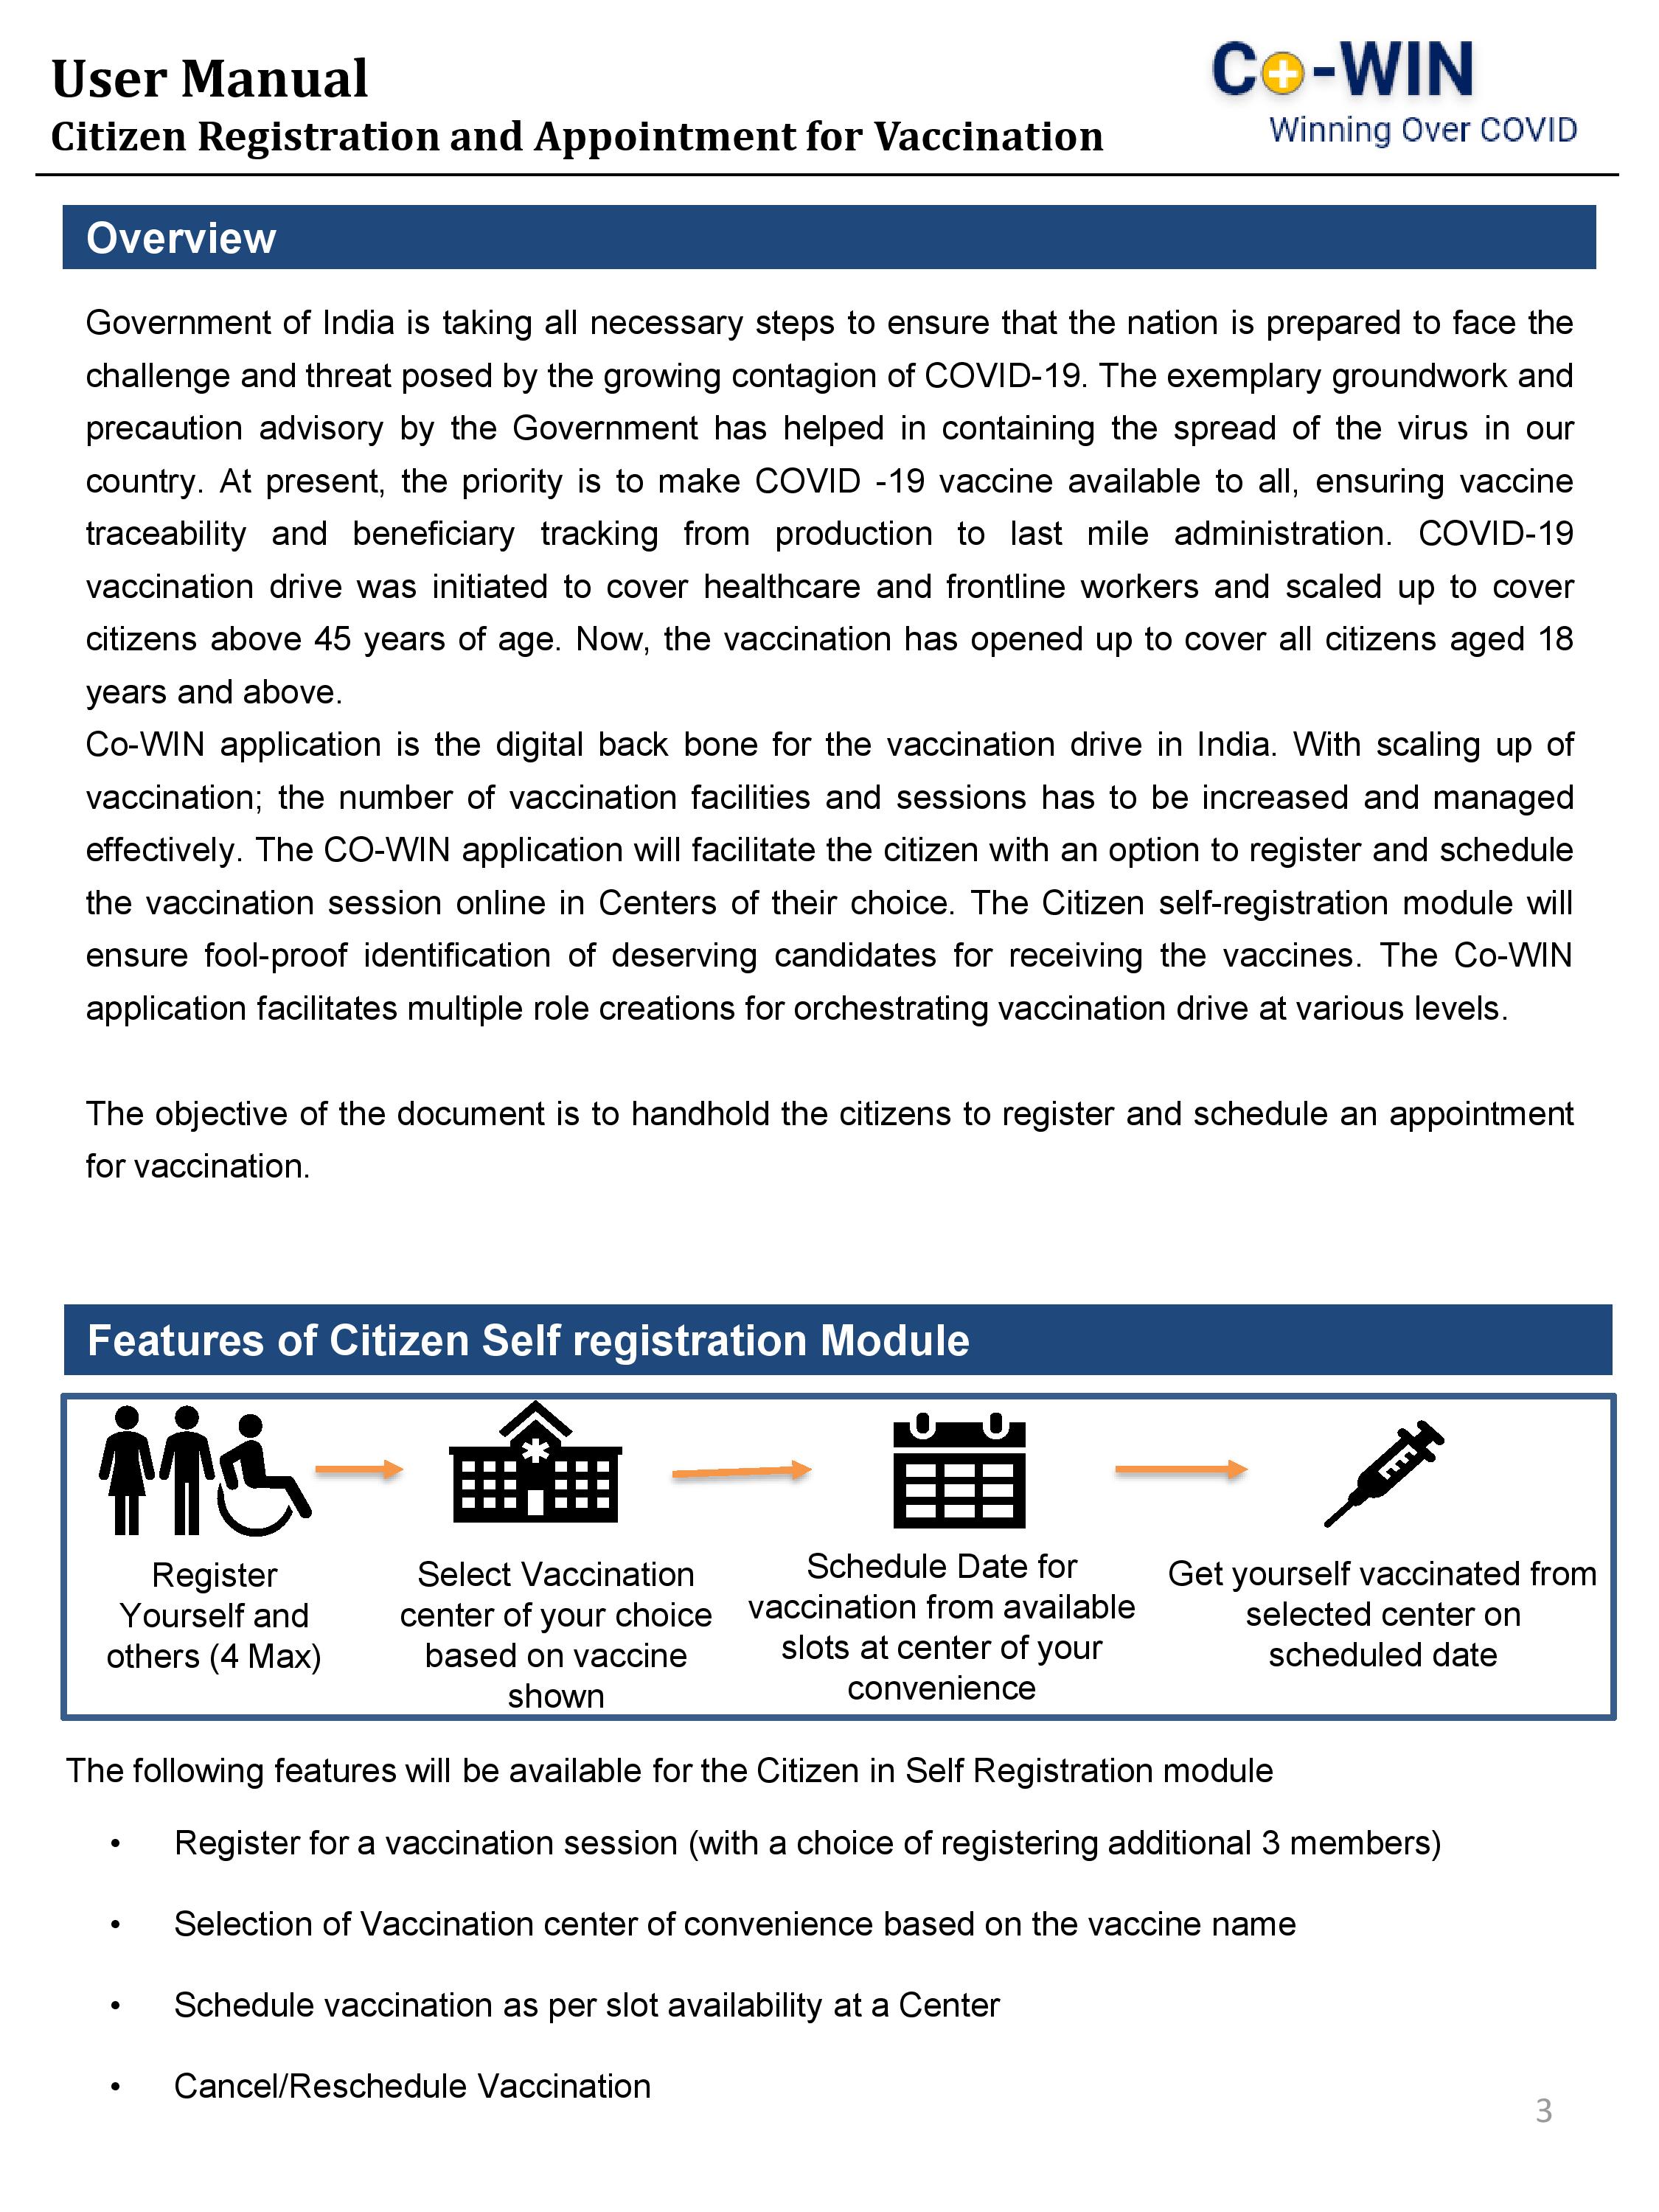 User Manual
Citizen Registration and Appointment for Vaccination
Co-WIN
Winning Over COVID
Overview
Government of India is taking all necessary steps to ensure that the nation is prepared to face the
challenge and threat posed by the growing contagion of COVID-19. The exemplary groundwork and
precaution advisory by the Government has helped in containing the spread of the virus in our
country. At present, the priority is to make COVID -19 vaccine available to all, ensuring vaccine
traceability and beneficiary tracking from production to last mile administration. COVID-19
vaccination drive was initiated to cover healthcare and frontline workers and scaled up to cover
citizens above 45 years of age. Now, the vaccination has opened up to cover all citizens aged 18
years and above.
Co-WIN application is the digital back bone for the vaccination drive in India. With scaling up of
vaccination; the number of vaccination facilities and sessions has to be increased and managed
effectively. The CO-WIN application will facilitate the citizen with an option to register and schedule
the vaccination session online in Centers of their choice. The Citizen self-registration module will
ensure fool-proof identification of deserving candidates for receiving the vaccines. The Co-WIN
application facilitates multiple role creations for orchestrating vaccination drive at various levels.
The objective of the document is to handhold the citizens to register and schedule an appointment
for vaccination.
Features of Citizen Self registration Module
Register
Yourself and
others (4 Max)
Select Vaccination
center of your choice
based on vaccine
shown
Schedule Date for
vaccination from available
slots at center of your
convenience
Get yourself vaccinated from
selected center on
scheduled date
The following features will be available for the Citizen in Self Registration module
• Register for a vaccination session (with a choice of registering additional 3 members)
• Selection of Vaccination center of convenience based on the vaccine name
• Schedule vaccination as per slot availability at a Center
• Cancel/Reschedule Vaccination
3